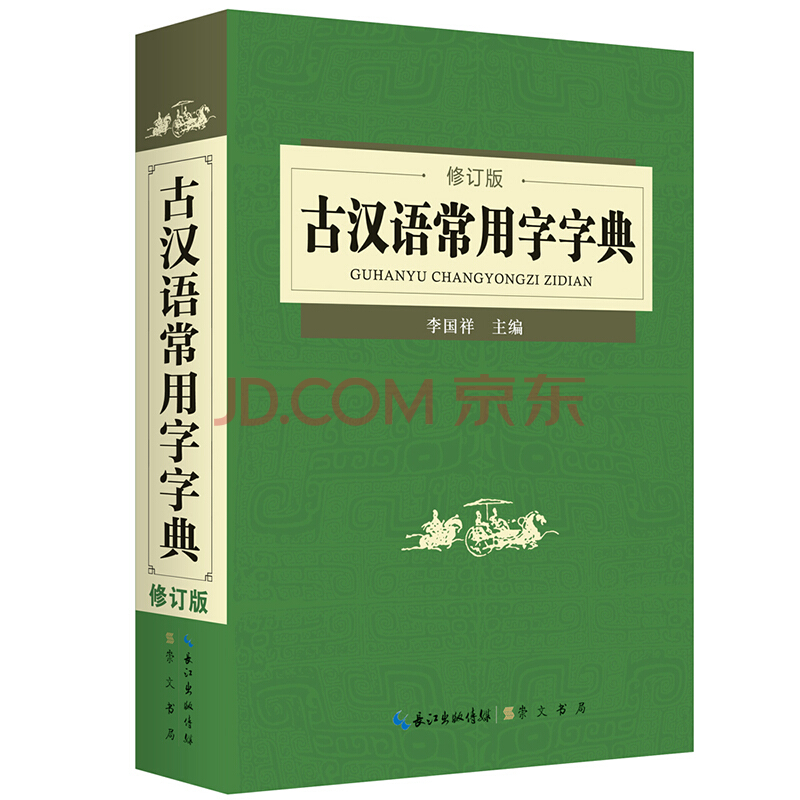 古汉语常用字字典
修订版
长江出版传媒
崇文书局
修订版
古汉语常用字字典
GUHANYU CHANGYONGZI ZIDIAN
李国祥 主编
JD.COM 京东
长江出版传媒 崇文书局